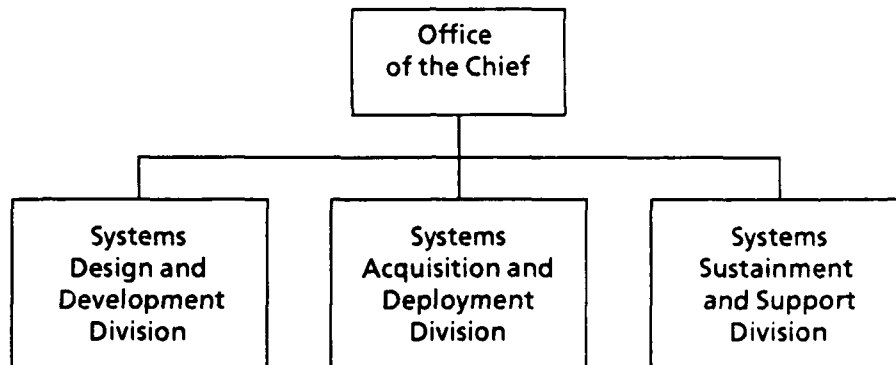 Office
of the Chief
Systems
Design and
Development
Division
Systems
Acquisition and
Deployment
Division
Systems
Sustainment
and Support
Division